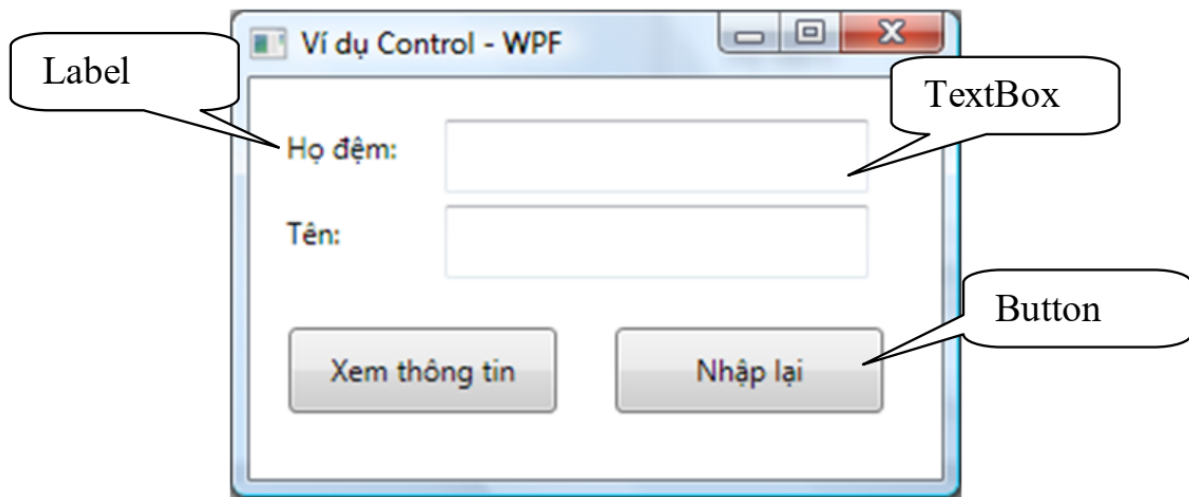 Ví dụ Control - WPF
Label
TextBox
Họ đệm:
Tên:
Button
Xem thông tin
Nhập lại